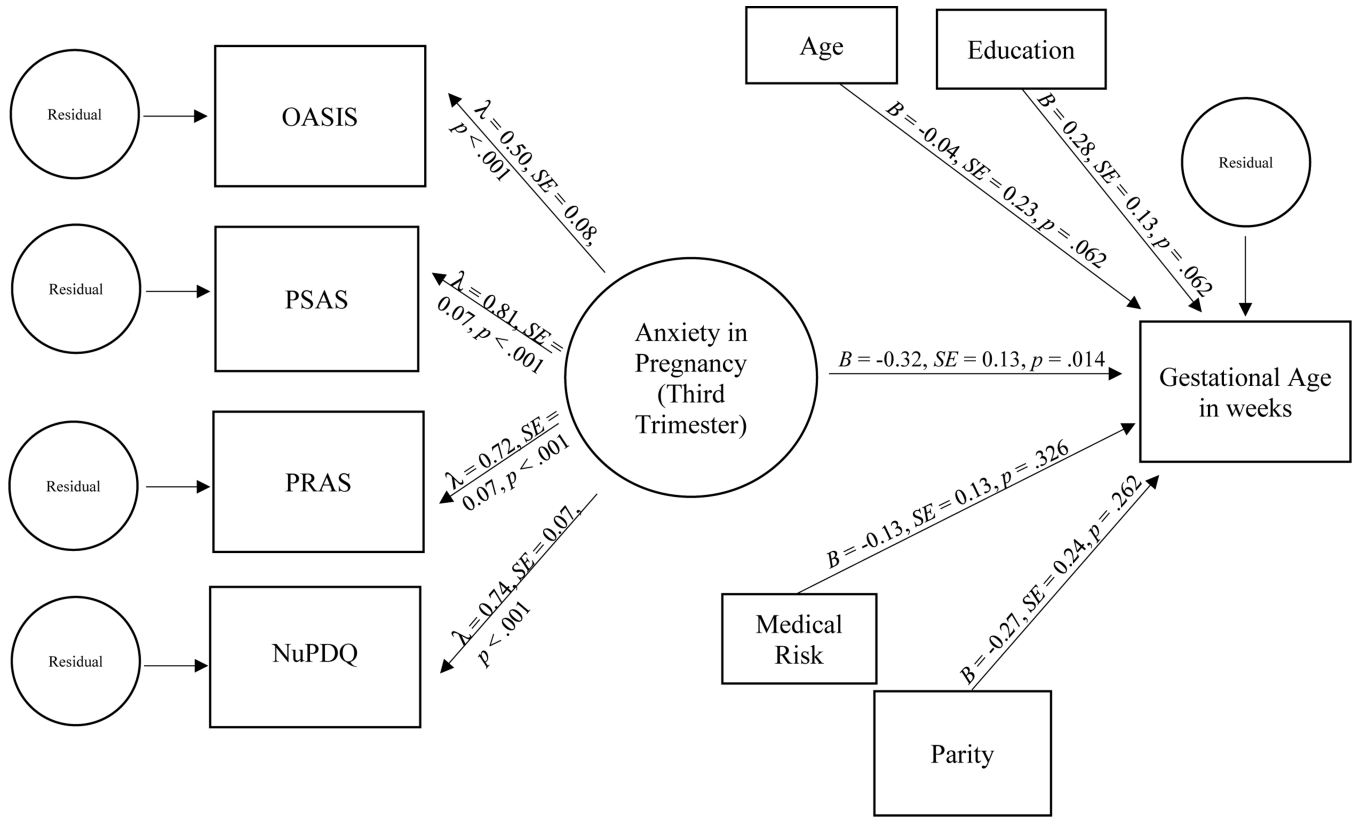 Residual
OASIS
λ = 0.50, SE = 0.08,
p < .001
Residual
PSAS
λ = 0.81, SE =
0.07, p < .001
Residual
PRAS
λ = 0.72, SE =
0.07, p < .001
Residual
NuPDQ
λ = 0.74, SE = 0.07,
p < .001
Anxiety in
Pregnancy
(Third
Trimester)
Age
B = -0.04, SE = 0.23, p = .062
Education
B = 0.28, SE = 0.13, p = .062
Residual
B = -0.32, SE = 0.13, p = .014
Gestational Age
in weeks
B = -0.13, SE = 0.13, p = .326
Medical
Risk
B = -0.27, SE = 0.24, p = .262
Parity